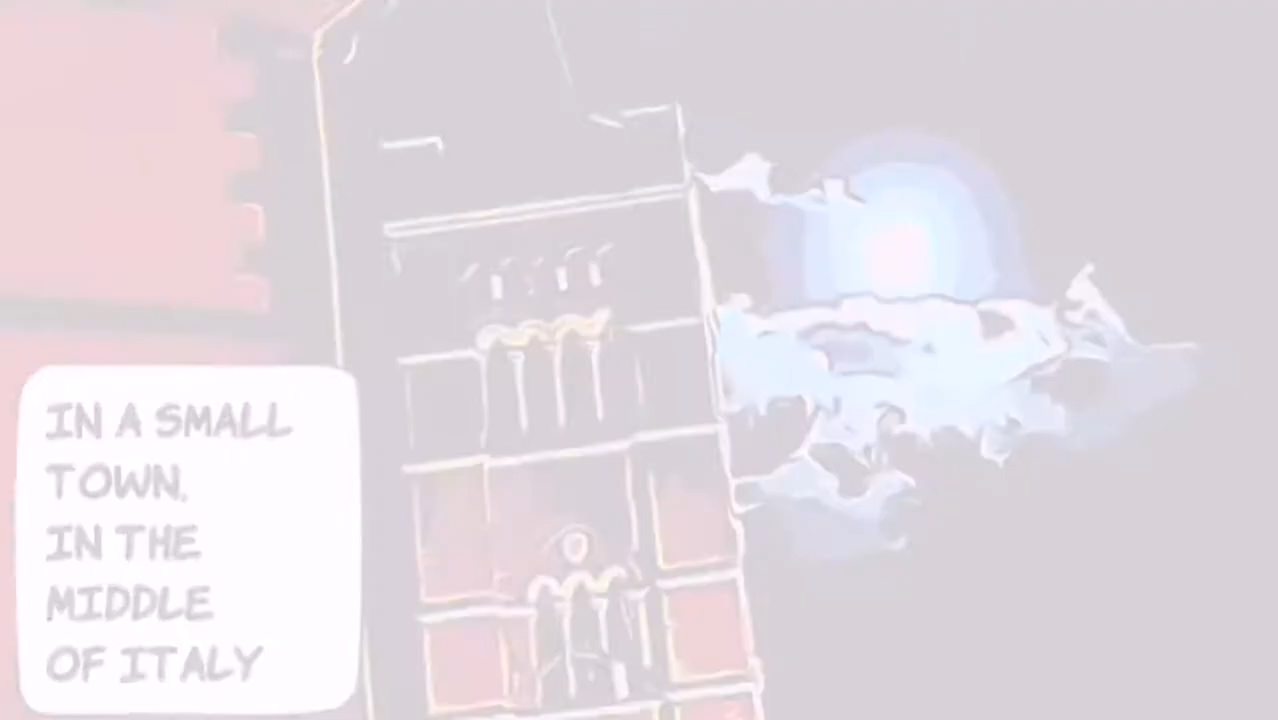 IN A SMALL
TOWN,
IN THE
MIDDLE
OF ITALY